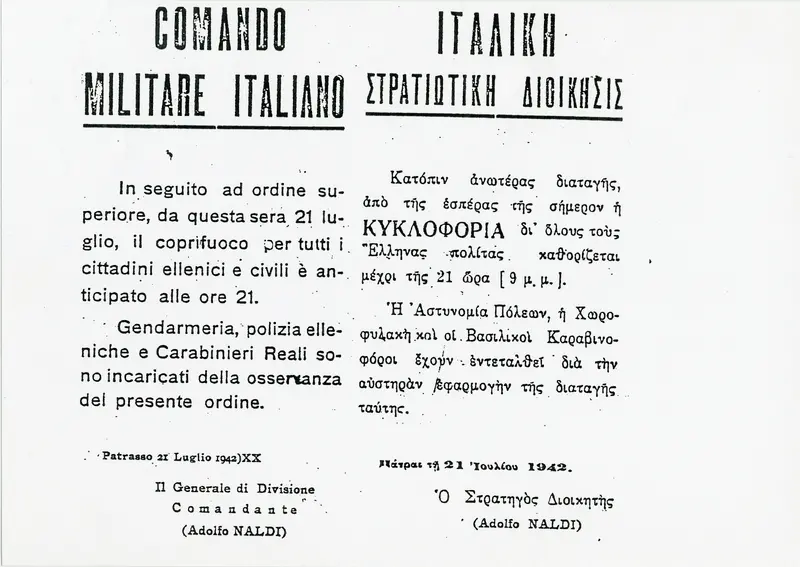 COMANDO
MILITARE ITALIANO
In seguito ad ordine su-
periore, da questa sera 21 lu-
glio, il coprifuoco per tutti i
cittadini ellenici e civili è an-
ticipato alle ore 21.
Gendarmeria, polizia elle-
niche e Carabinieri Reali so-
no incaricati della osservanza
del presente ordine.
Patrasso 21 Luglio 1942)XX
Il Generale di Divisione
Comandante
(Adolfo NALDI)
ΙΤΑΛΙΚΗ
ΣΤΡΑΤΙΩΤΙΚΗ ΔΙΟΙΚΗΣΙΣ
Κατόπιν ἀνωτέρας διαταγῆς,
ἀπὸ τῆς ἑσπέρας τῆς σήμερον ἡ
ΚΥΚΛΟΦΟΡΙΑ δι' ὅλους τοὺς
Ἕλληνας πολίτας καθορίζεται
μέχρι τῆς 21 ὥρα [ 9 μ. μ.].
Ἡ Ἀστυνομία Πόλεων, ἡ Χωρο-
φυλακὴ καὶ οἱ Βασιλικοὶ Καραβινο-
φόροι ἔχουν ἐντεταλθεῖ διὰ τὴν
αὐστηρὰν ἐφαρμογὴν τῆς διαταγῆς
ταύτης.
Πάτραι τῇ 21 Ἰουλίου 1942.
Ὁ Στρατηγὸς Διοικητὴς
(Adolfo NALDI)